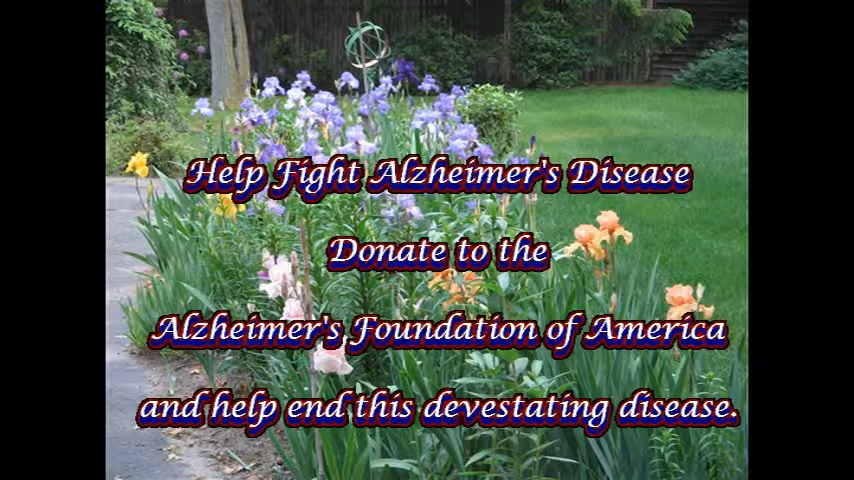 Help Fight Alzheimer's Disease
Donate to the
Alzheimer's Foundation of America
and help end this devestating disease.